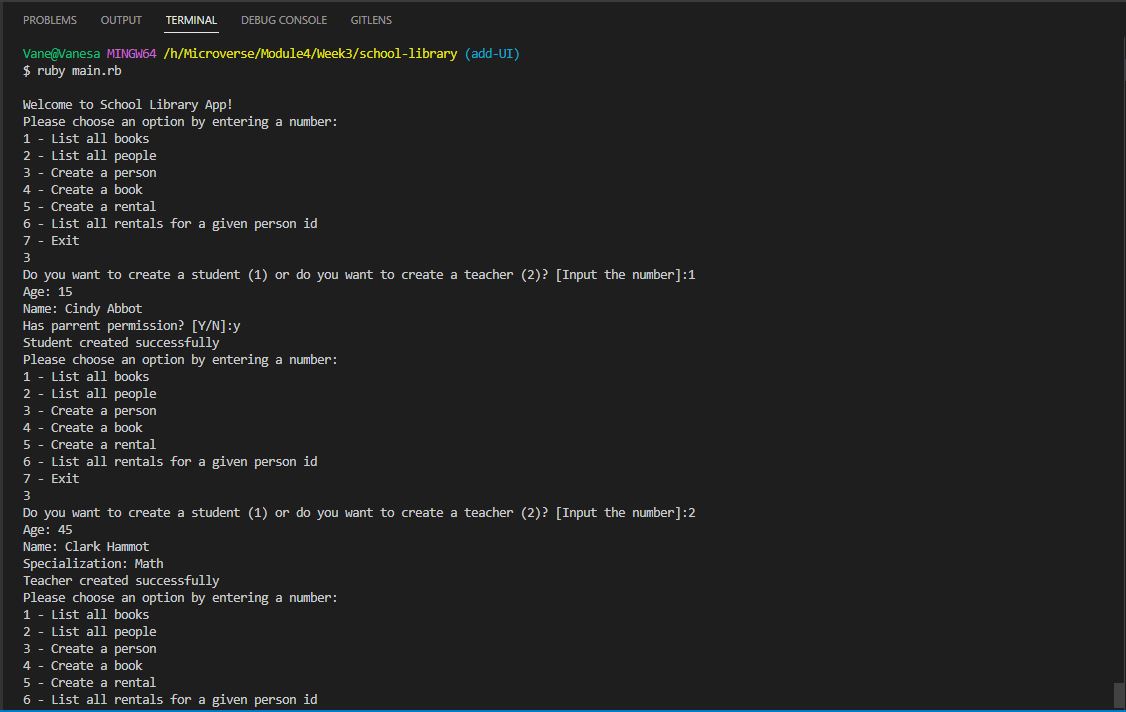 PROBLEMS OUTPUT TERMINAL DEBUG CONSOLE GITLENS
Vane@Vanesa MINGW64 /h/Microverse/Module4/Week3/school-library (add-UI)
$ ruby main.rb
Welcome to School Library App!
Please choose an option by entering a number:
1 - List all books
2 - List all people
3 - Create a person
4 - Create a book
5 - Create a rental
6 - List all rentals for a given person id
7 - Exit
3
Do you want to create a student (1) or do you want to create a teacher (2)? [Input the number]:1
Age: 15
Name: Cindy Abbot
Has parrent permission? [Y/N]:y
Student created successfully
Please choose an option by entering a number:
1 - List all books
2 - List all people
3 - Create a person
4 - Create a book
5 - Create a rental
6 - List all rentals for a given person id
7 - Exit
3
Do you want to create a student (1) or do you want to create a teacher (2)? [Input the number]:2
Age: 45
Name: Clark Hammot
Specialization: Math
Teacher created successfully
Please choose an option by entering a number:
1 - List all books
2 - List all people
3 - Create a person
4 - Create a book
5 - Create a rental
6 - List all rentals for a given person id